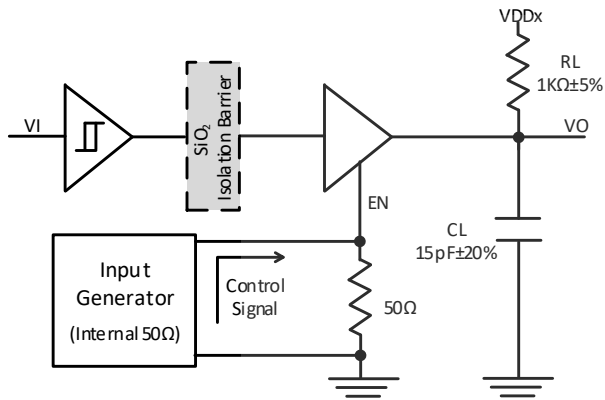 VDDx
RL
1KΩ±5%
VI
SiO₂
Isolation Barrier
VO
EN
CL
15pF±20%
Input
Generator
(Internal 50Ω)
Control
Signal
50Ω